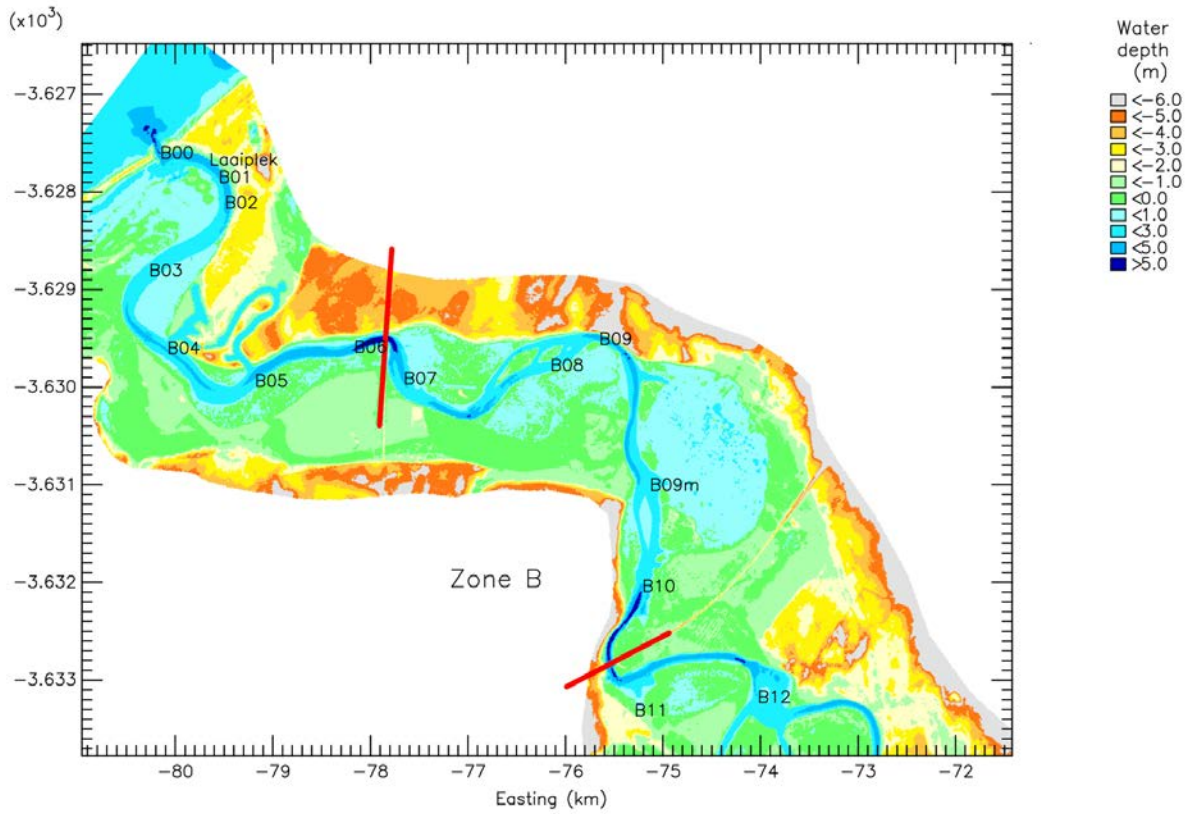 (x10³)
Water
depth
(m)
<-6.0
<-5.0
<-4.0
<-3.0
<-2.0
<-1.0
<0.0
<1.0
<3.0
<5.0
>5.0
-3.627
-3.628
-3.629
-3.630
-3.631
-3.632
-3.633
B00
Laaiplek
B01
B02
B03
B04
B05
B06
B07
B08
B09
B09m
B10
B11
B12
Zone B
-80
-79
-78
-77
-76
-75
-74
-73
-72
Easting (km)